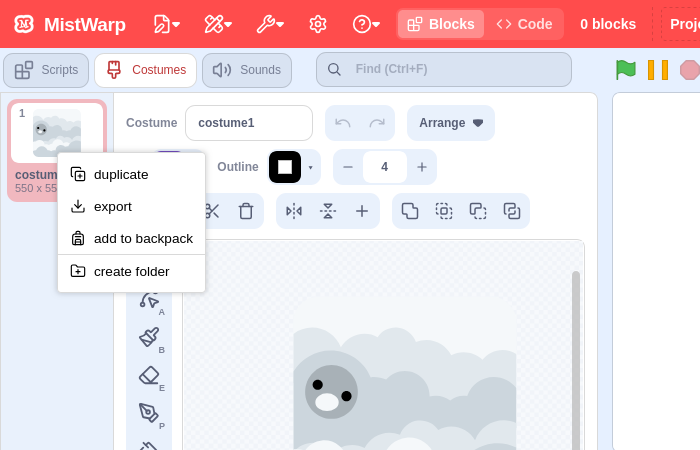 MistWarp
Blocks
Code
0 blocks
Proje
Scripts
Costumes
Sounds
Find (Ctrl+F)
1
costum
550 x 55
Costume
costume1
Arrange
Outline
4
duplicate
export
add to backpack
create folder
A
B
E
P